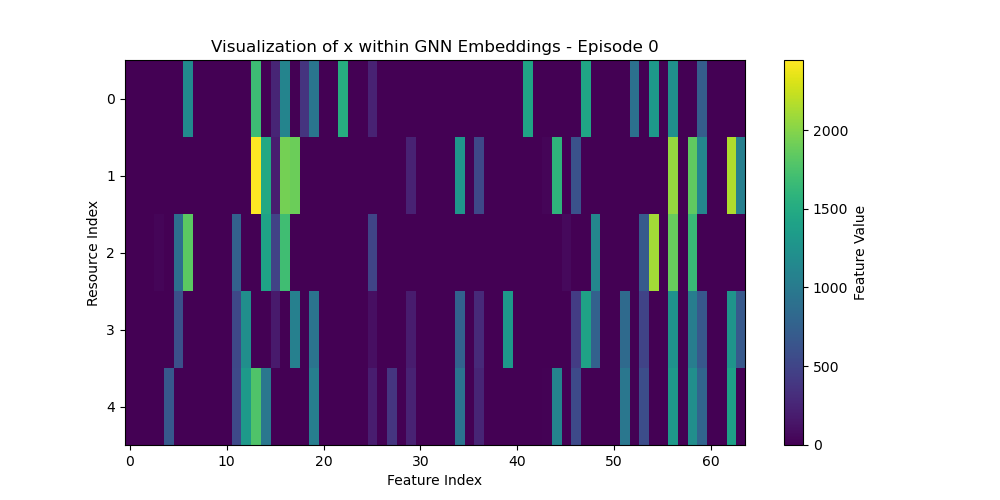 Visualization of x within GNN Embeddings - Episode 0
Resource Index
0
1
2
3
4
0 10 20 30 40 50 60
Feature Index
2000
1500
1000
500
0
Feature Value